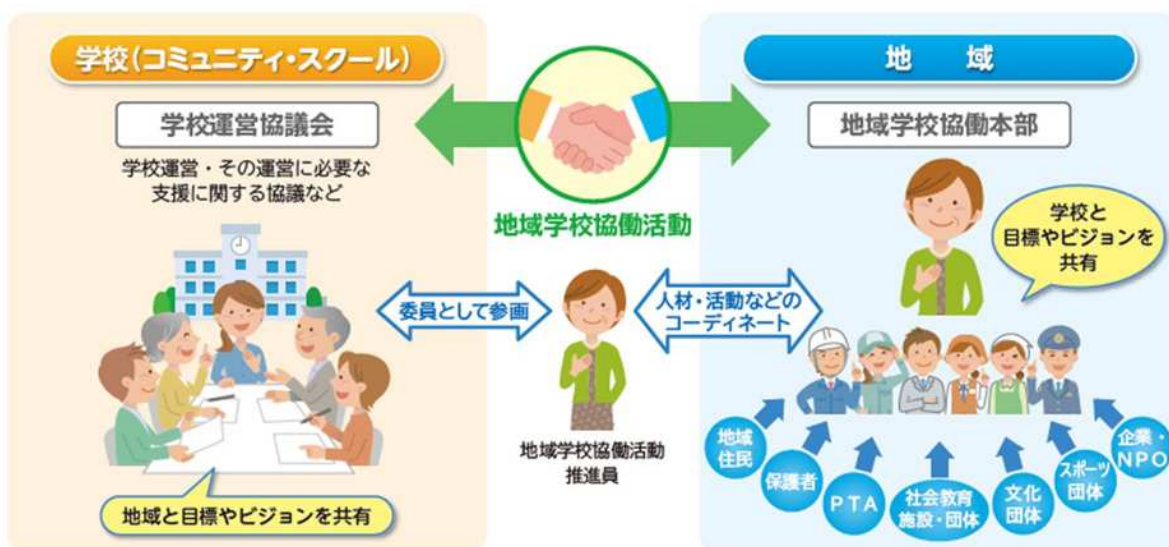 学校(コミュニティ・スクール)
学校運営協議会
学校運営・その運営に必要な
支援に関する協議など
地域と目標やビジョンを共有
地域学校協働活動
委員として参画
人材・活動などの
コーディネート
地域学校協働活動
推進員
地　域
地域学校協働本部
学校と
目標やビジョンを
共有
地域
住民
保護者
PTA
社会教育
施設・団体
文化
団体
スポーツ
団体
企業・
NPO